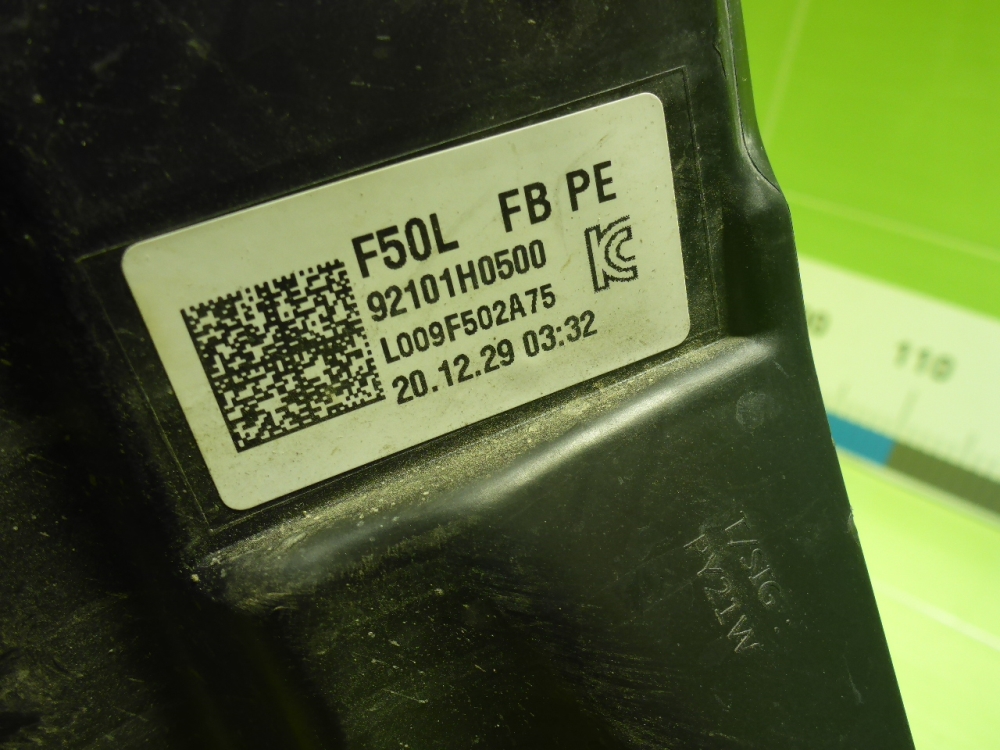 F50L FB PE
92101H0500
L009F502A75
20.12.29 03:32
110
T/SIG
PY21W